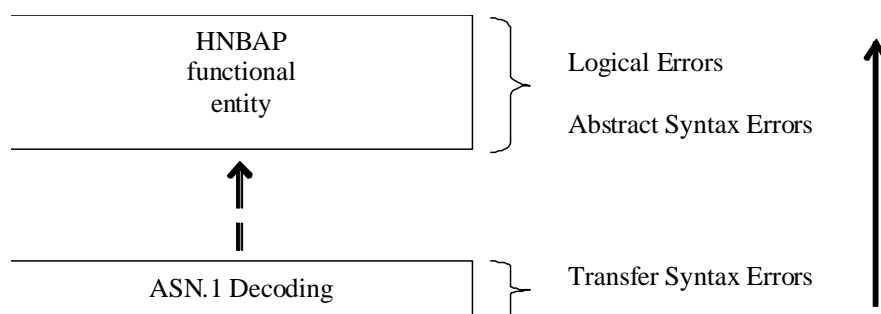 HNBAP
functional
entity
Logical Errors
Abstract Syntax Errors
ASN.1 Decoding
Transfer Syntax Errors